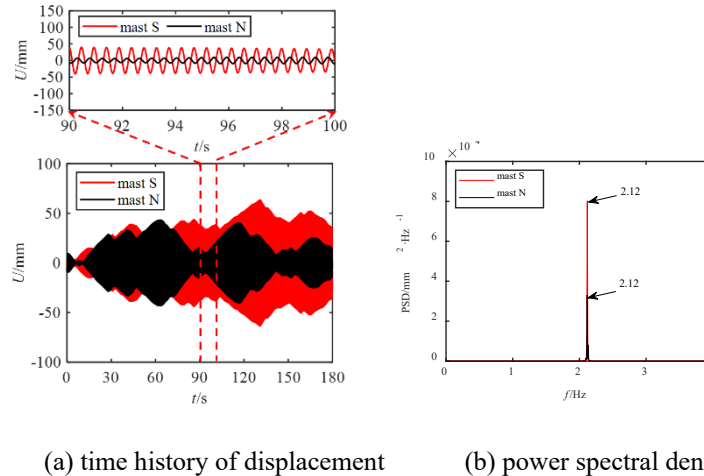 150
100
50
0
-50
-100
-150
U/mm
mast S mast N
90 92 94 96 98 100
t/s
100
50
0
-50
-100
U/mm
mast S
mast N
0 30 60 90 120 150 180
t/s
10
8
6
4
2
0
PSD/mm 2 ·Hz -1
mast S
mast N
2.12
2.12
0 1 2 3
f/Hz
(a) time history of displacement (b) power spectral den